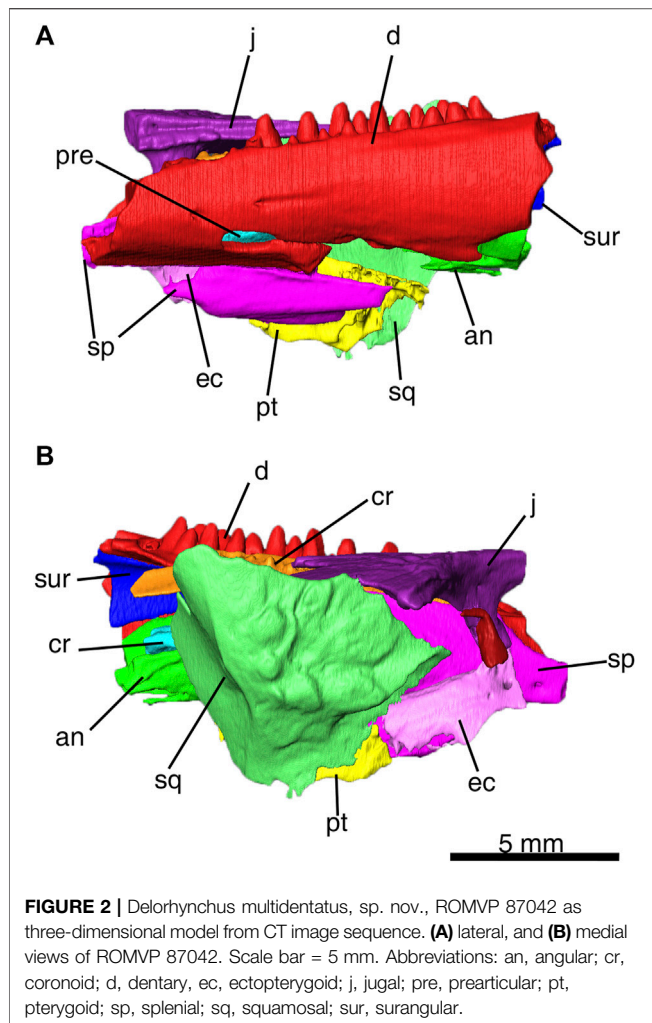 A
j
d
pre
sur
sp
ec
an
pt
sq
B
d
cr
j
sur
cr
sp
an
sq
ec
pt
5 mm
FIGURE 2 | Delorhynchus multidentatus, sp. nov., ROMVP 87042 as
three-dimensional model from CT image sequence. (A) lateral, and (B) medial
views of ROMVP 87042. Scale bar = 5 mm. Abbreviations: an, angular; cr,
coronoid; d, dentary, ec, ectopterygoid; j, jugal; pre, prearticular; pt,
pterygoid; sp, splenial; sq, squamosal; sur, surangular.